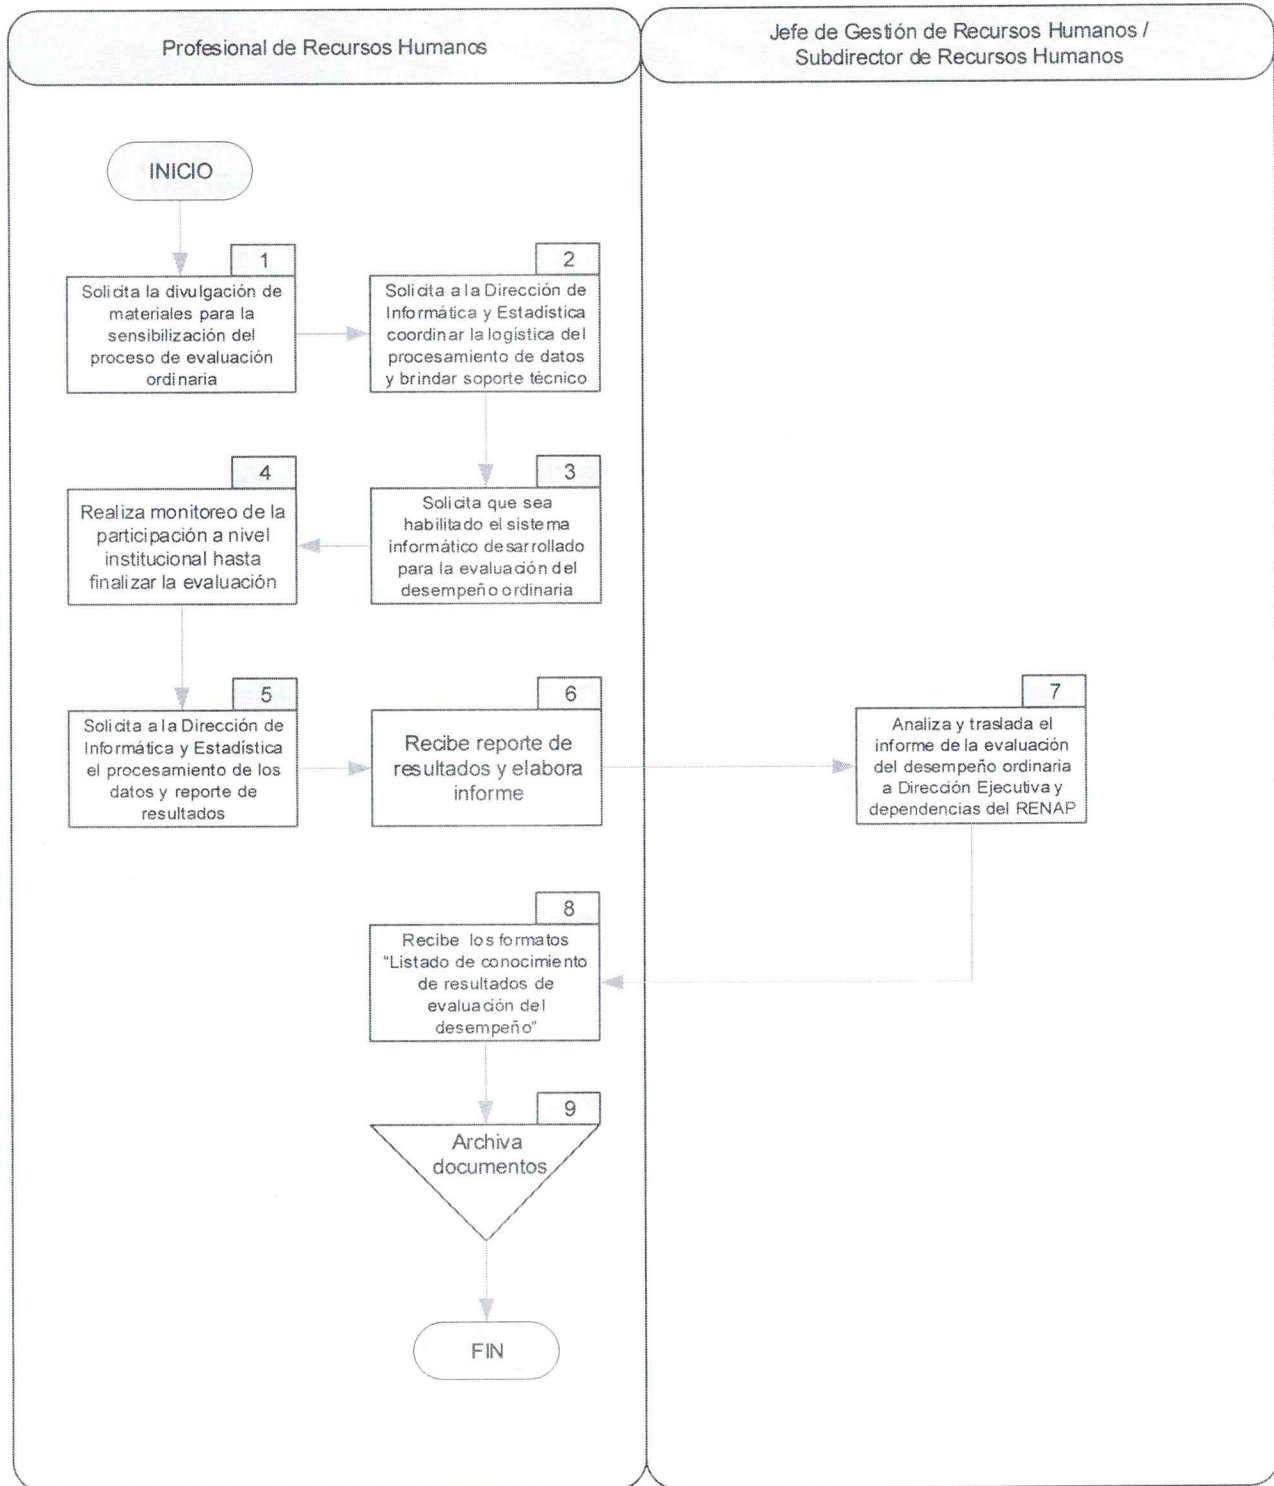 Profesional de Recursos Humanos
Jefe de Gestión de Recursos Humanos /
Subdirector de Recursos Humanos
INICIO
1
Solicita la divulgación de
materiales para la
sensibilización del
proceso de evaluación
ordinaria
2
Solicita a la Dirección de
Informática y Estadística
coordinar la logística del
procesamiento de datos
y brindar soporte técnico
3
Solicita que sea
habilitado el sistema
informático desarrollado
para la evaluación del
desempeño ordinaria
4
Realiza monitoreo de la
participación a nivel
institucional hasta
finalizar la evaluación
5
Solicita a la Dirección de
Informática y Estadística
el procesamiento de los
datos y reporte de
resultados
6
Recibe reporte de
resultados y elabora
informe
7
Analiza y traslada el
informe de la evaluación
del desempeño ordinaria
a Dirección Ejecutiva y
dependencias del RENAP
8
Recibe los formatos
“Listado de conocimiento
de resultados de
evaluación del
desempeño”
9
Archiva
documentos
FIN